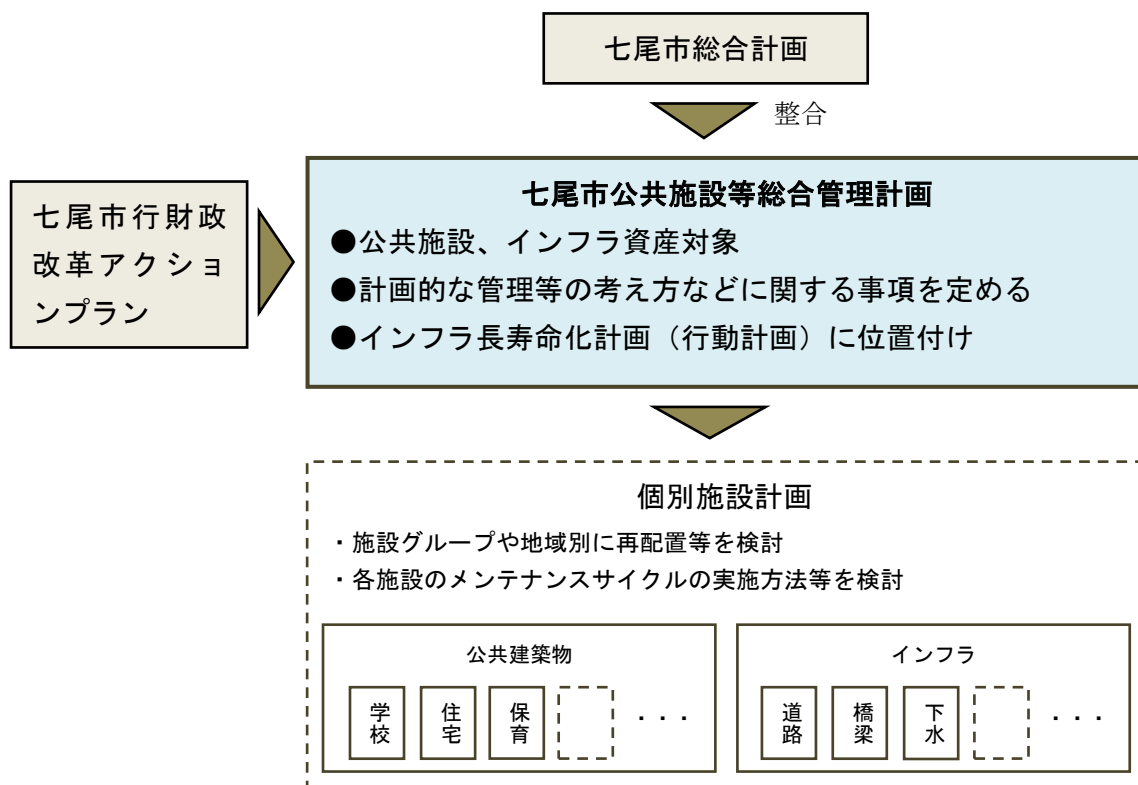 七尾市総合計画
整合
七尾市行財政
改革アクショ
ンプラン
七尾市公共施設等総合管理計画
●公共施設、インフラ資産対象
●計画的な管理等の考え方などに関する事項を定める
●インフラ長寿命化計画（行動計画）に位置付け
個別施設計画
・施設グループや地域別に再配置等を検討
・各施設のメンテナンスサイクルの実施方法等を検討
公共建築物
学校
住宅
保育
・・・
インフラ
道路
橋梁
下水
・・・